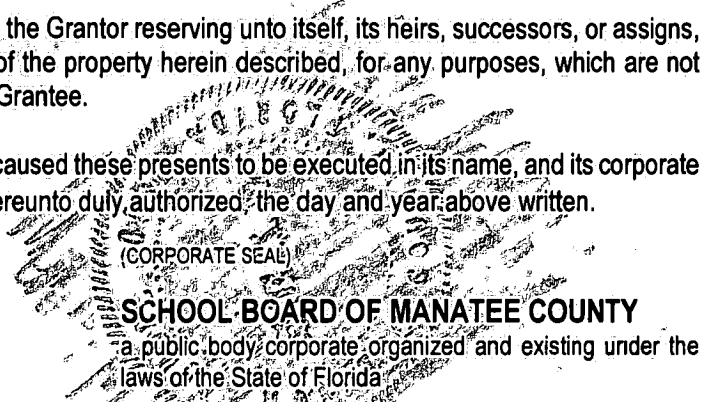 the Grantor reserving unto itself, its heirs, successors, or assigns,
of the property herein described, for any purposes, which are not
Grantee.
caused these presents to be executed in its name, and its corporate
ereunto duly authorized, the day and year above written.
(CORPORATE SEAL)
SCHOOL BOARD OF MANATEE COUNTY
a public body corporate organized and existing under the
laws of the State of Florida